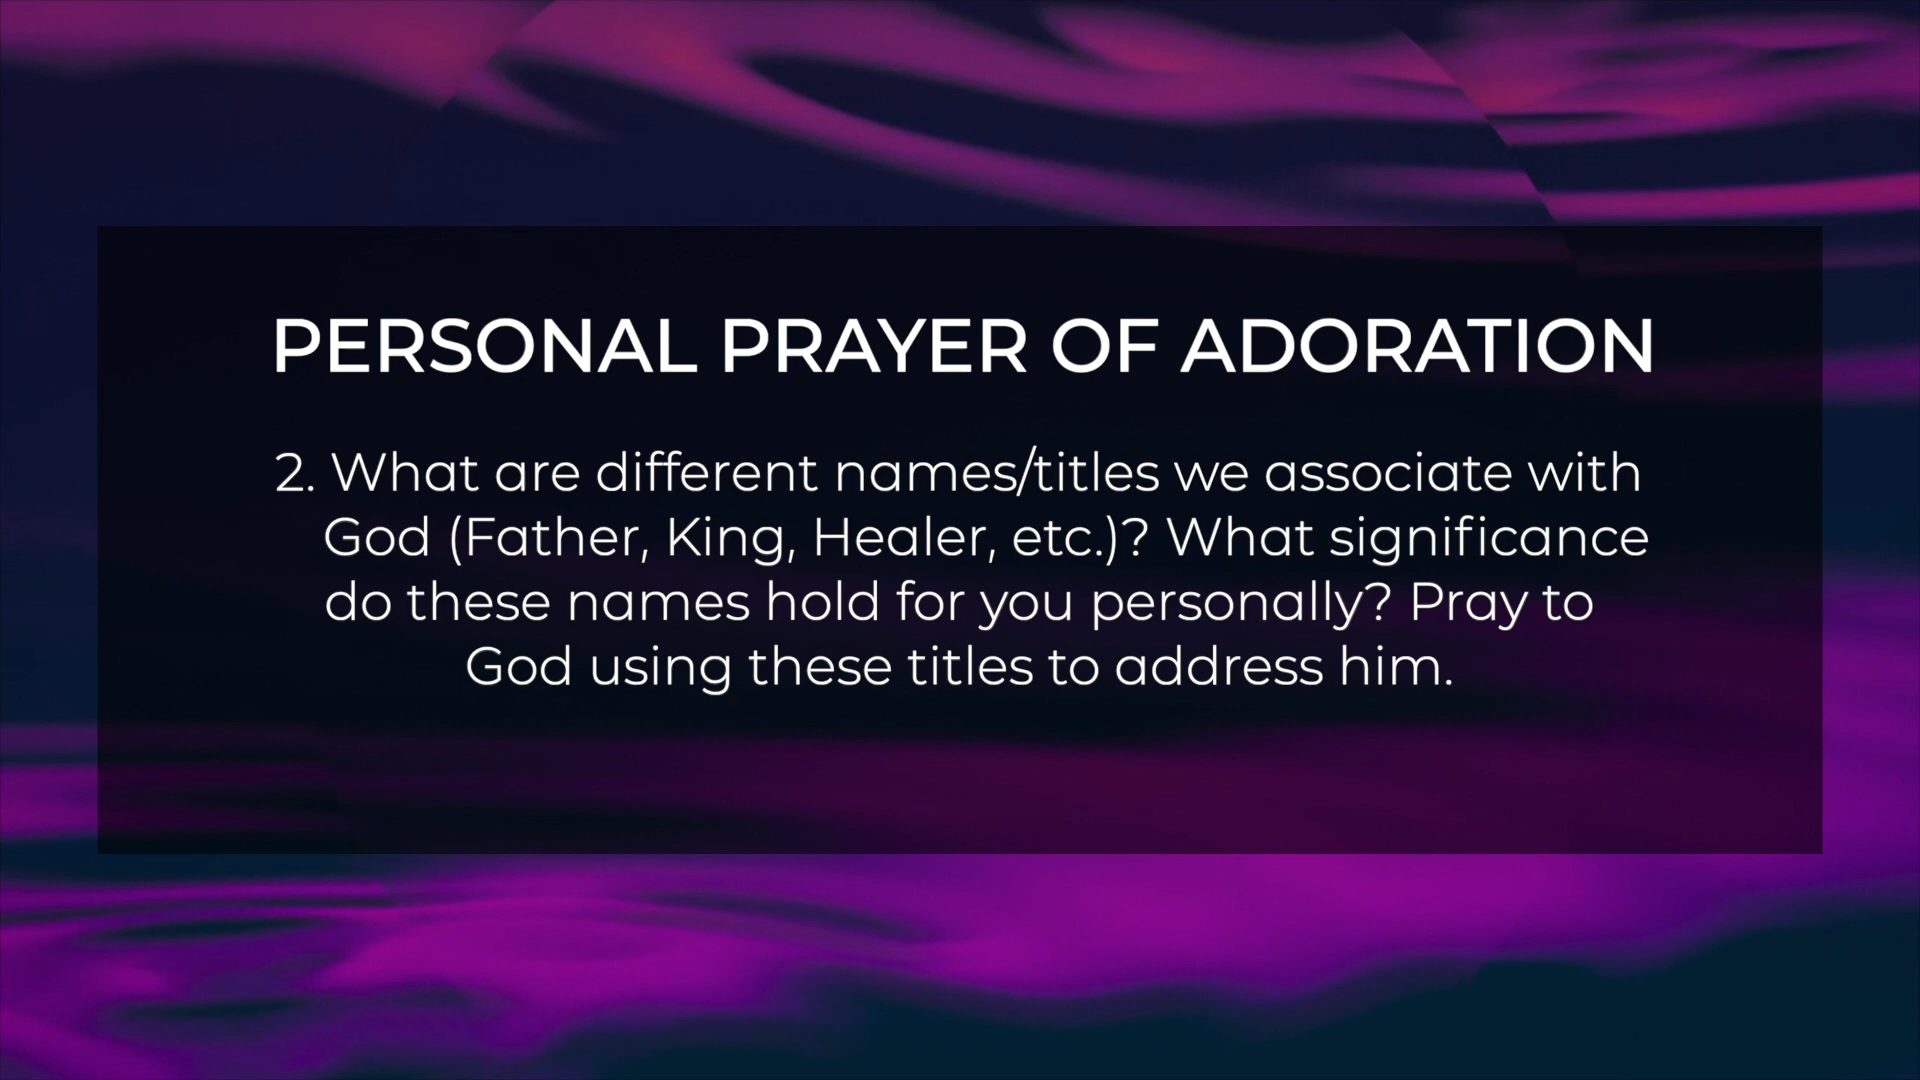 PERSONAL PRAYER OF ADORATION
2. What are different names/titles we associate with
God (Father, King, Healer, etc.)? What significance
do these names hold for you personally? Pray to
God using these titles to address him.